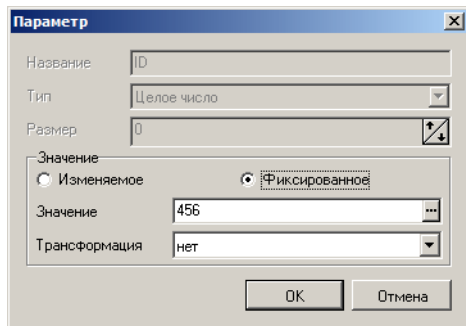 Параметр
Название ID
Тип Целое число
Размер 0
Значение
Изменяемое Фиксированное
Значение 456 ...
Трансформация нет
OK Отмена